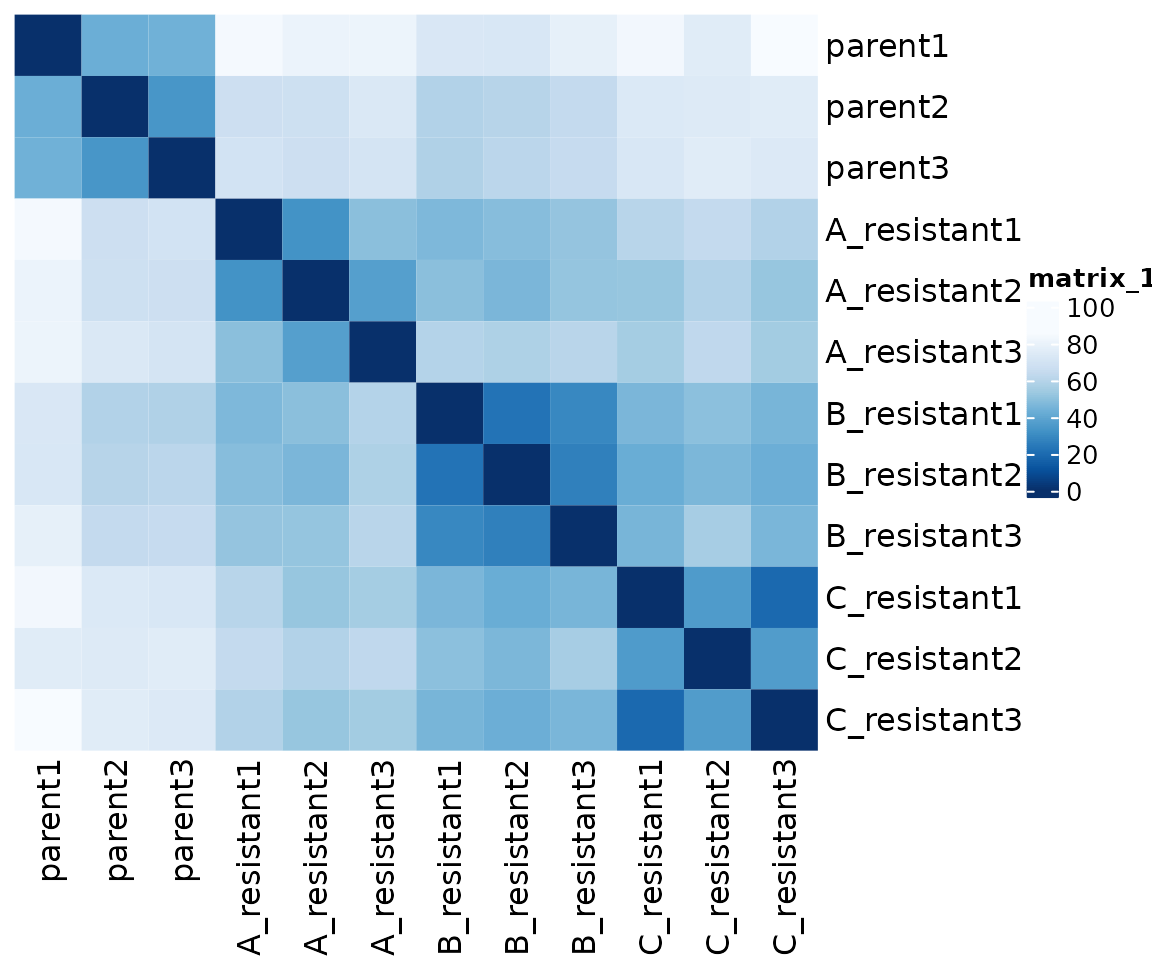 parent1
parent2
parent3
A_resistant1
A_resistant2
A_resistant3
B_resistant1
B_resistant2
B_resistant3
C_resistant1
C_resistant2
C_resistant3
matrix_1
100
80
60
40
20
0
parent1
parent2
parent3
A_resistant1
A_resistant2
A_resistant3
B_resistant1
B_resistant2
B_resistant3
C_resistant1
C_resistant2
C_resistant3